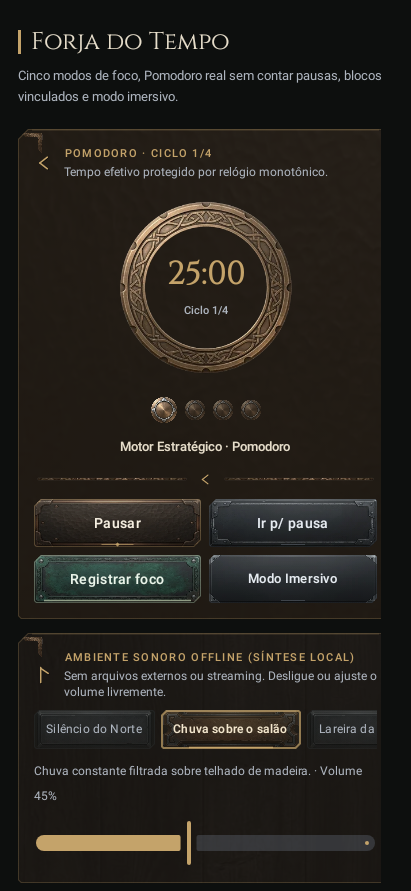 Forja do Tempo
Cinco modos de foco, Pomodoro real sem contar pausas, blocos
vinculados e modo imersivo.
POMODORO · CICLO 1/4
Tempo efetivo protegido por relógio monotônico.
25:00
Ciclo 1/4
Motor Estratégico · Pomodoro
Pausar
Ir p/ pausa
Registrar foco
Modo Imersivo
AMBIENTE SONORO OFFLINE (SÍNTESE LOCAL)
Sem arquivos externos ou streaming. Desligue ou ajuste o
volume livremente.
Silêncio do Norte
Chuva sobre o salão
Lareira da
Chuva constante filtrada sobre telhado de madeira. · Volume
45%